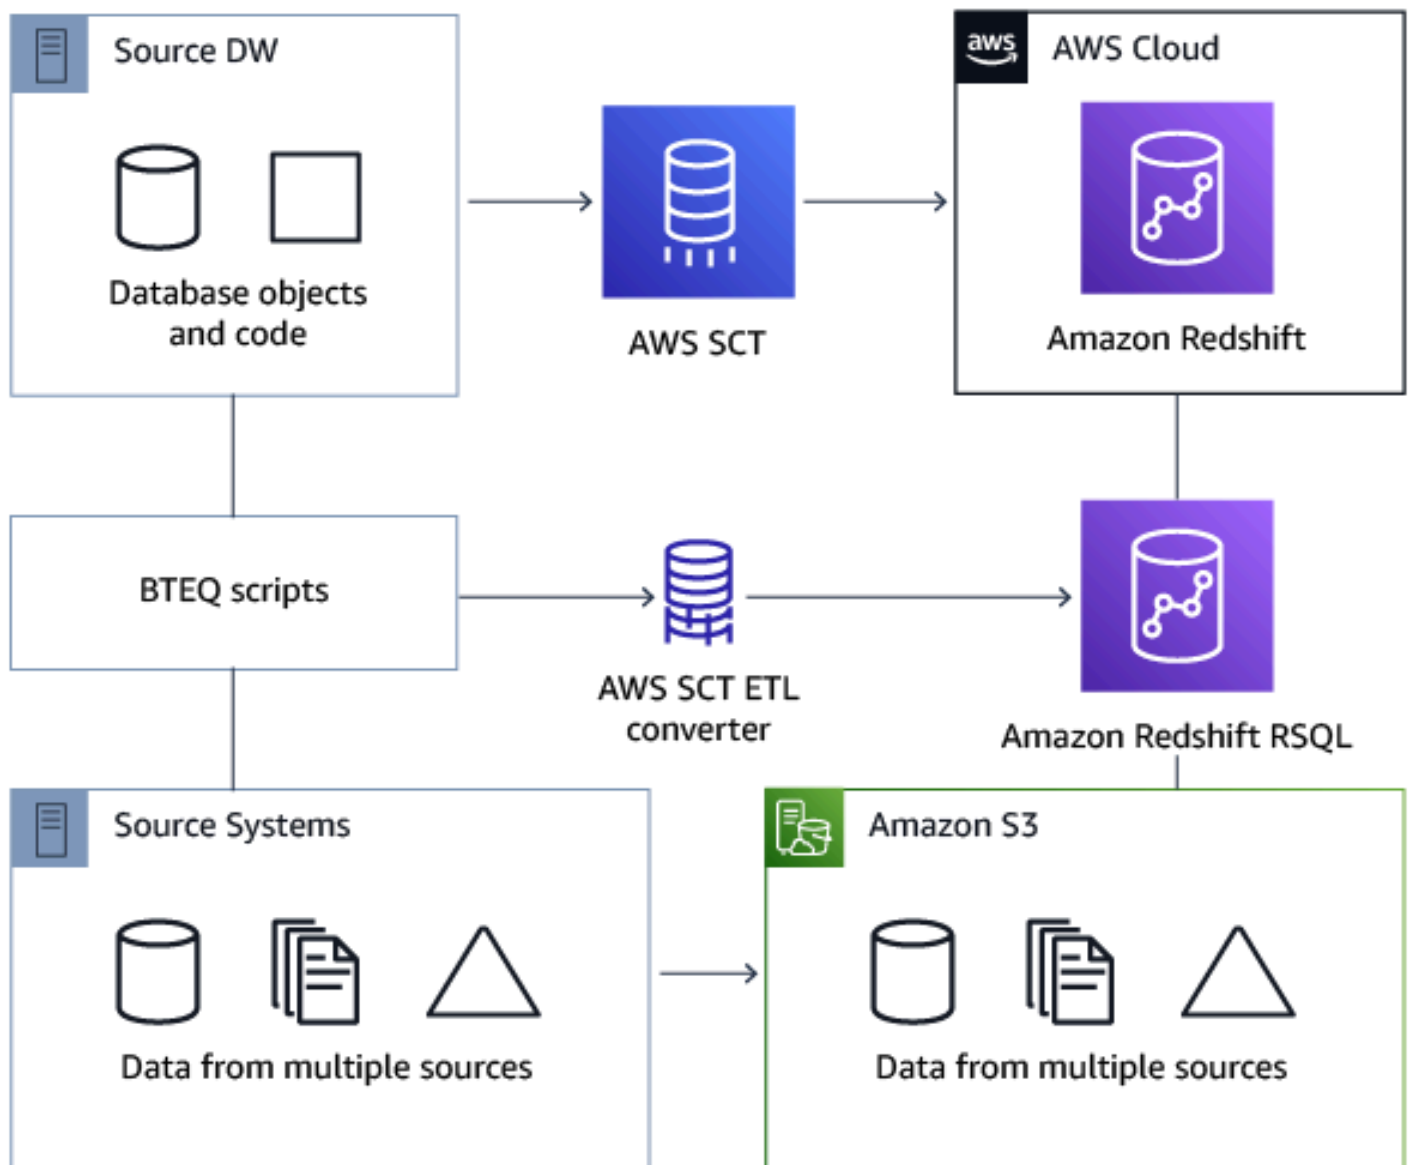 Source DW
aws
AWS Cloud
Database objects
and code
AWS SCT
Amazon Redshift
BTEQ scripts
AWS SCT ETL
converter
Amazon Redshift RSQL
Source Systems
Amazon S3
Data from multiple sources
Data from multiple sources